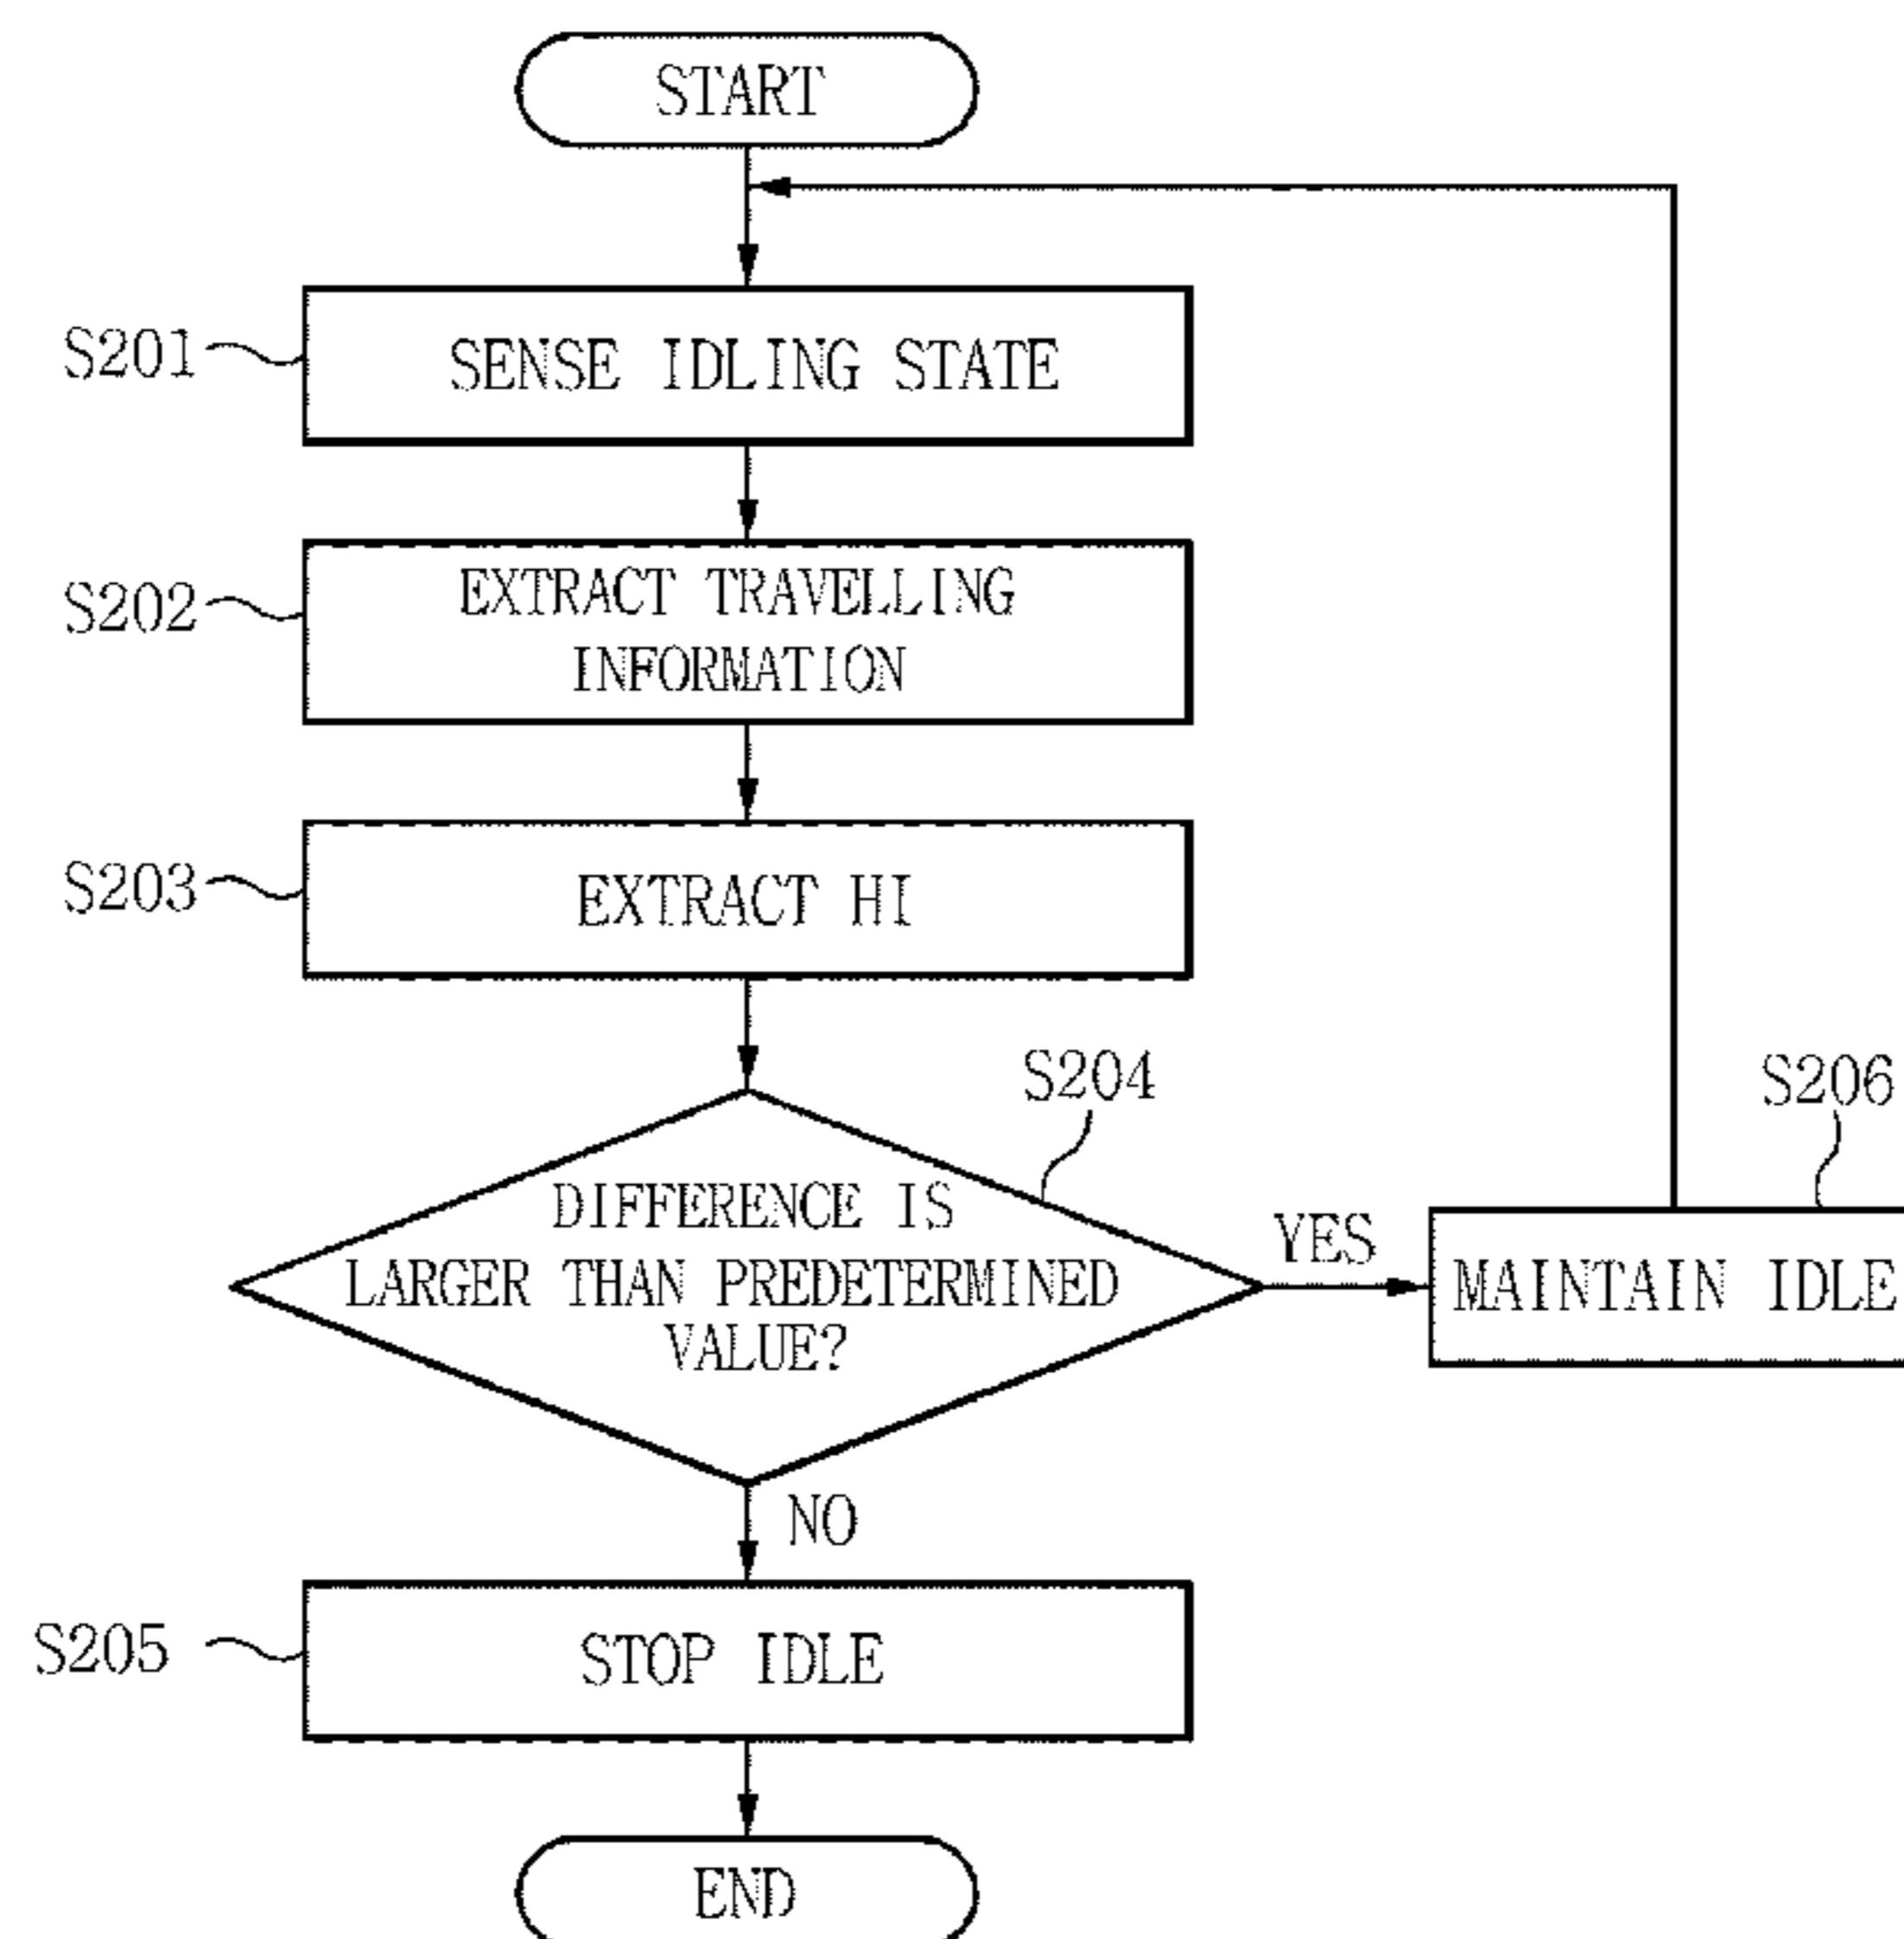 START
S201
SENSE IDLING STATE
S202
EXTRACT TRAVELLING
INFORMATION
S203
EXTRACT HI
S204
S206
DIFFERENCE IS
LARGER THAN PREDETERMINED
VALUE?
YES
MAINTAIN IDLE
NO
S205
STOP IDLE
END